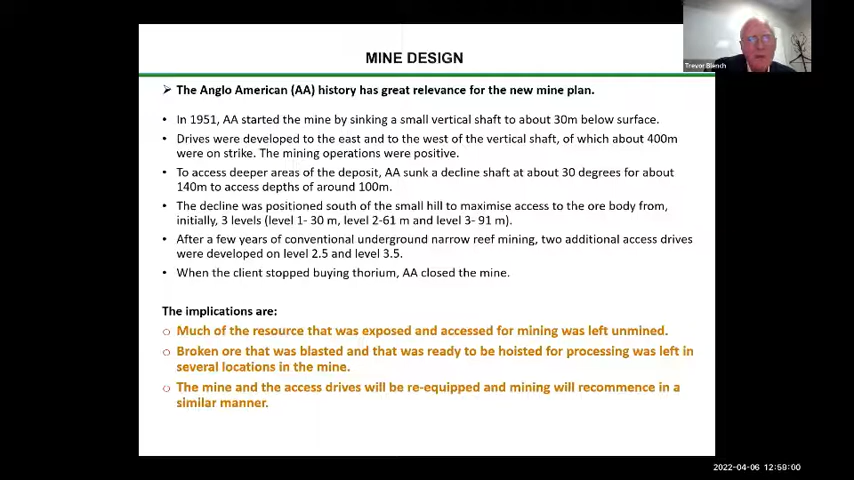 MINE DESIGN
Trevor Blench
➢ The Anglo American (AA) history has great relevance for the new mine plan.
• In 1951, AA started the mine by sinking a small vertical shaft to about 30m below surface.
• Drives were developed to the east and to the west of the vertical shaft, of which about 400m
were on strike. The mining operations were positive.
• To access deeper areas of the deposit, AA sunk a decline shaft at about 30 degrees for about
140m to access depths of around 100m.
• The decline was positioned south of the small hill to maximise access to the ore body from,
initially, 3 levels (level 1- 30 m, level 2-61 m and level 3- 91 m).
• After a few years of conventional underground narrow reef mining, two additional access drives
were developed on level 2.5 and level 3.5.
• When the client stopped buying thorium, AA closed the mine.
The implications are:
○ Much of the resource that was exposed and accessed for mining was left unmined.
○ Broken ore that was blasted and that was ready to be hoisted for processing was left in
several locations in the mine.
○ The mine and the access drives will be re-equipped and mining will recommence in a
similar manner.
2022-04-06 12:58:00